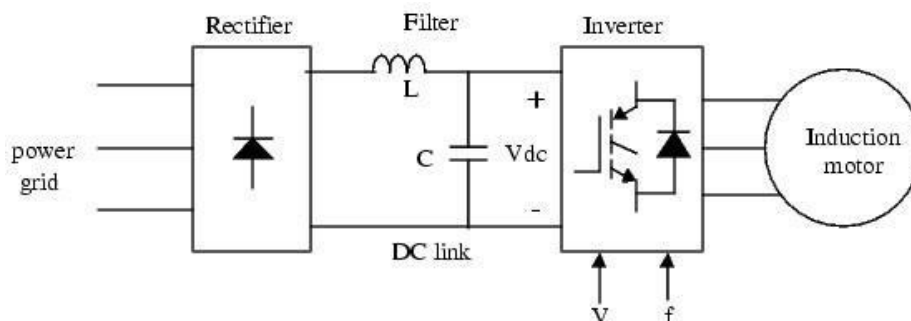 Rectifier
Filter
Inverter
L
+
power
grid
C
Vdc
Induction
motor
-
DC link
V
f